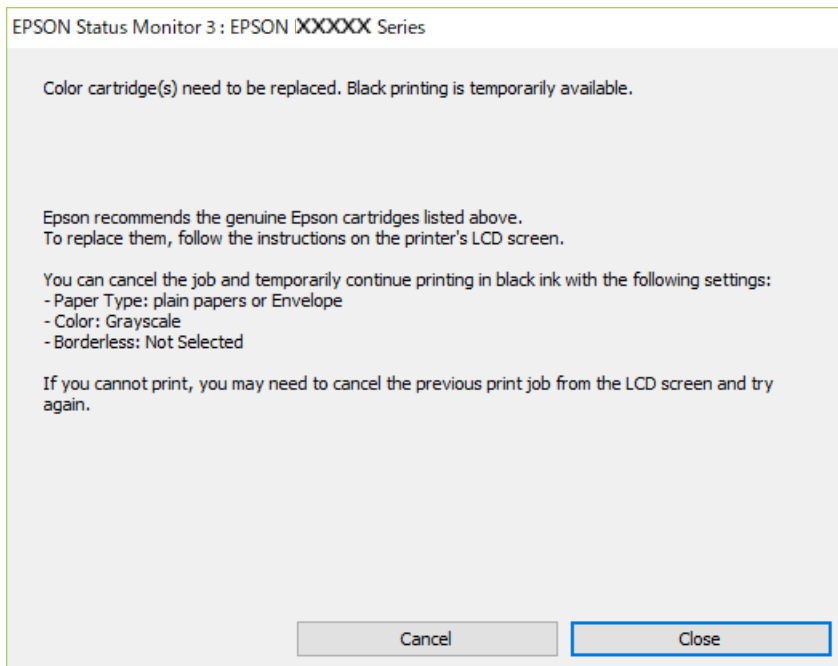 EPSON Status Monitor 3 : EPSON XXXXX Series
Color cartridge(s) need to be replaced. Black printing is temporarily available.
Epson recommends the genuine Epson cartridges listed above.
To replace them, follow the instructions on the printer's LCD screen.
You can cancel the job and temporarily continue printing in black ink with the following settings:
- Paper Type: plain papers or Envelope
- Color: Grayscale
- Borderless: Not Selected
If you cannot print, you may need to cancel the previous print job from the LCD screen and try
again.
Cancel
Close